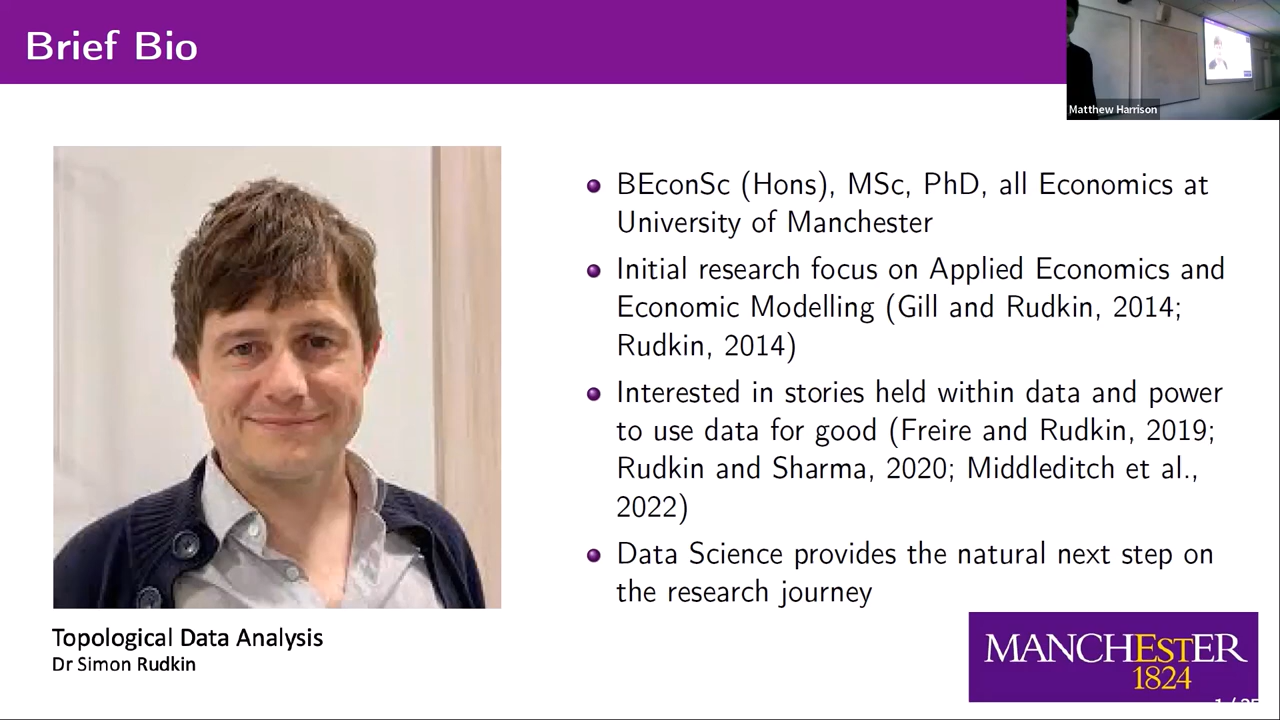 Brief Bio
Matthew Harrison
BEconSc (Hons), MSc, PhD, all Economics at
University of Manchester
Initial research focus on Applied Economics and
Economic Modelling (Gill and Rudkin, 2014;
Rudkin, 2014)
Interested in stories held within data and power
to use data for good (Freire and Rudkin, 2019;
Rudkin and Sharma, 2020; Middleditch et al.,
2022)
Data Science provides the natural next step on
the research journey
Topological Data Analysis
Dr Simon Rudkin
MANCHESTER
1824